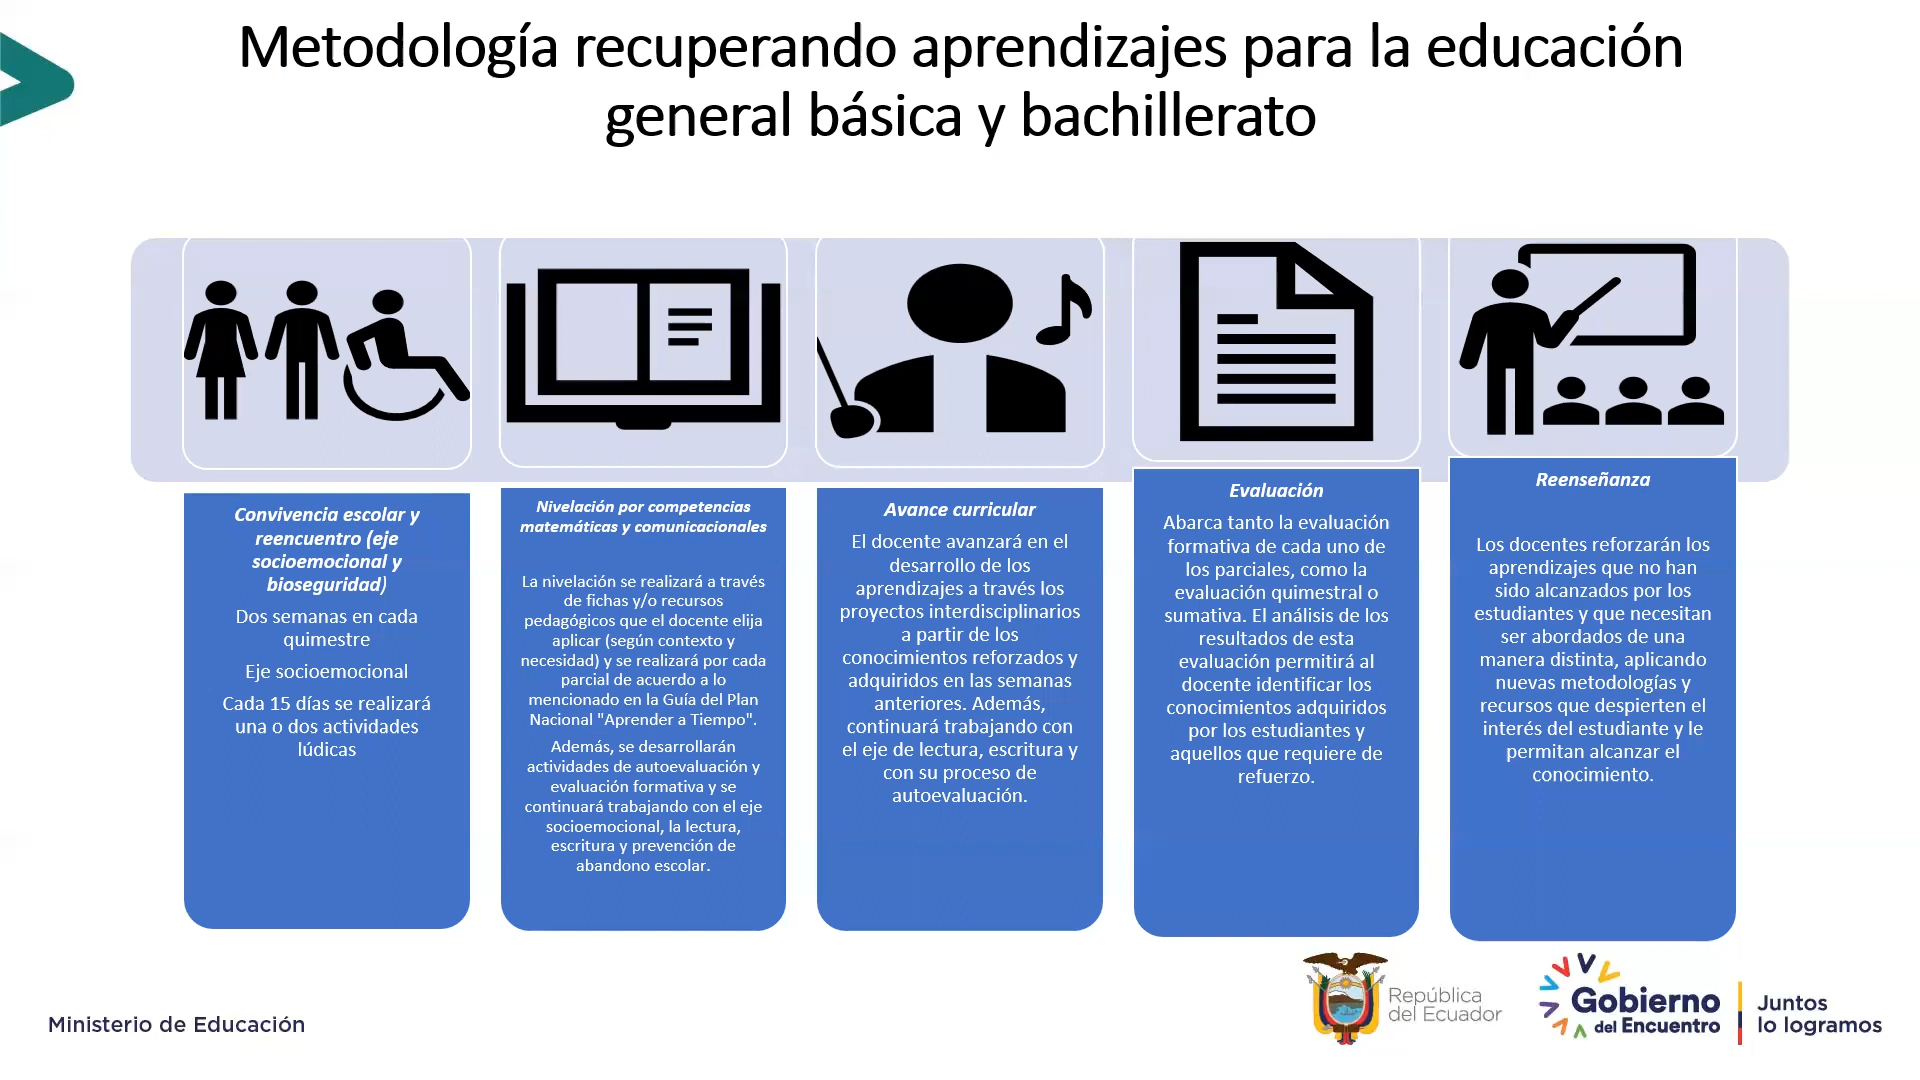 Metodología recuperando aprendizajes para la educación
general básica y bachillerato
Convivencia escolar y
reencuentro (eje
socioemocional y
bioseguridad)
Dos semanas en cada
quimestre
Eje socioemocional
Cada 15 días se realizará
una o dos actividades
lúdicas
Nivelación por competencias
matemáticas y comunicacionales
La nivelación se realizará a través
de fichas y/o recursos
pedagógicos que el docente elija
aplicar (según contexto y
necesidad) y se realizará por cada
parcial de acuerdo a lo
mencionado en la Guía del Plan
Nacional "Aprender a Tiempo".
Además, se desarrollarán
actividades de autoevaluación y
evaluación formativa y se
continuará trabajando con el eje
socioemocional, la lectura,
escritura y prevención de
abandono escolar.
Avance curricular
El docente avanzará en el
desarrollo de los
aprendizajes a través los
proyectos interdisciplinarios
a partir de los
conocimientos reforzados y
adquiridos en las semanas
anteriores. Además,
continuará trabajando con
el eje de lectura, escritura y
con su proceso de
autoevaluación.
Evaluación
Abarca tanto la evaluación
formativa de cada uno de
los parciales, como la
evaluación quimestral o
sumativa. El análisis de los
resultados de esta
evaluación permitirá al
docente identificar los
conocimientos adquiridos
por los estudiantes y
aquellos que requiere de
refuerzo.
Reenseñanza
Los docentes reforzarán los
aprendizajes que no han
sido alcanzados por los
estudiantes y que necesitan
ser abordados de una
manera distinta, aplicando
nuevas metodologías y
recursos que despierten el
interés del estudiante y le
permitan alcanzar el
conocimiento.
Ministerio de Educación
República
del Ecuador
Gobierno
del Encuentro
Juntos
lo logramos